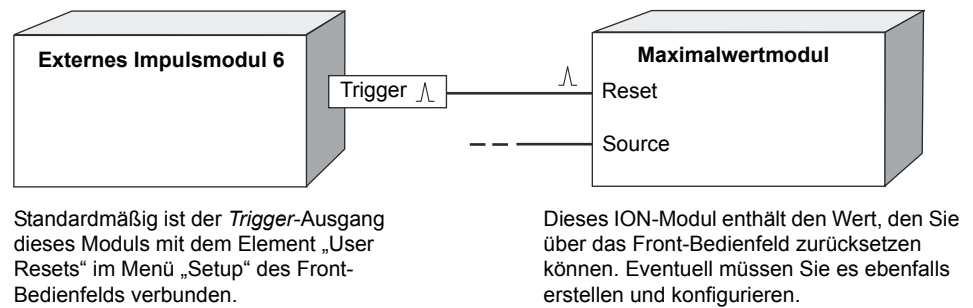 Externes Impulsmodul 6
Trigger
Maximalwertmodul
Reset
Source
Standardmäßig ist der Trigger-Ausgang
dieses Moduls mit dem Element „User
Resets“ im Menü „Setup“ des Front-
Bedienfelds verbunden.
Dieses ION-Modul enthält den Wert, den Sie
über das Front-Bedienfeld zurücksetzen
können. Eventuell müssen Sie es ebenfalls
erstellen und konfigurieren.